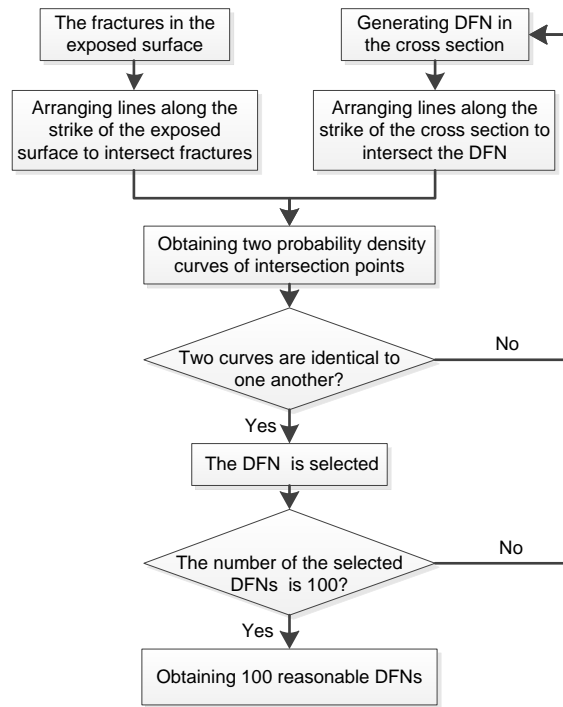 The fractures in the
exposed surface
Generating DFN in
the cross section
Arranging lines along the
strike of the exposed
surface to intersect fractures
Arranging lines along the
strike of the cross section to
intersect the DFN
Obtaining two probability density
curves of intersection points
Two curves are identical to
one another?
No
Yes
The DFN is selected
The number of the selected
DFNs is 100?
No
Yes
Obtaining 100 reasonable DFNs